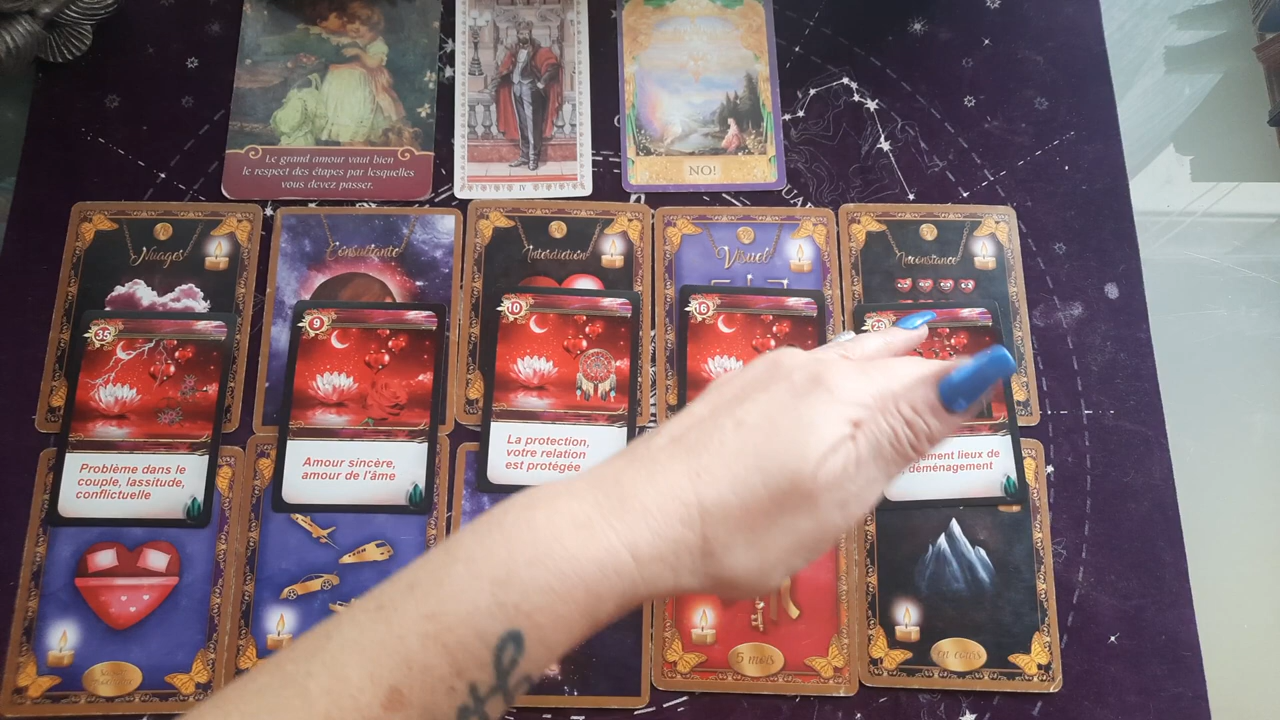 Le grand amour vaut bien
le respect des étapes par lesquelles
vous devez passer.
IV
NO!
Nuages
Consultante
Interdiction
Visuel
Inconstance
35
9
10
16
29
Problème dans le
couple, lassitude,
conflictuelle
Amour sincère,
amour de l'âme
La protection,
votre relation
est protégée
lieux de
déménagement
5 mois
en cours